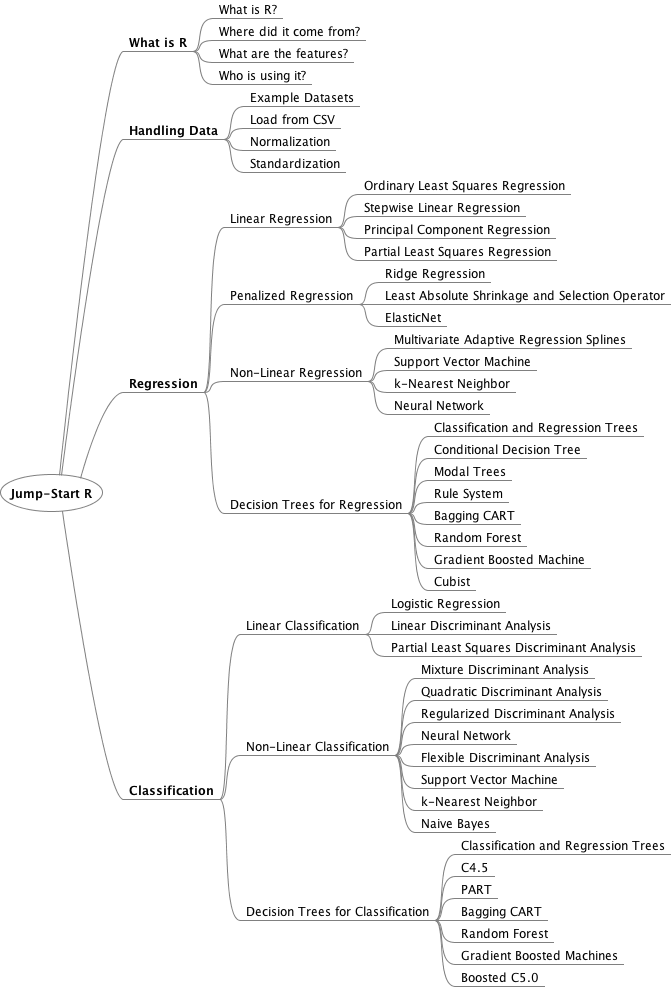 What is R?
Where did it come from?
What is R
What are the features?
Who is using it?
Example Datasets
Load from CSV
Handling Data
Normalization
Standardization
Ordinary Least Squares Regression
Stepwise Linear Regression
Linear Regression
Principal Component Regression
Partial Least Squares Regression
Ridge Regression
Penalized Regression
Least Absolute Shrinkage and Selection Operator
ElasticNet
Multivariate Adaptive Regression Splines
Support Vector Machine
Non-Linear Regression
k-Nearest Neighbor
Regression
Neural Network
Classification and Regression Trees
Conditional Decision Tree
Modal Trees
Jump-Start R
Rule System
Decision Trees for Regression
Bagging CART
Random Forest
Gradient Boosted Machine
Cubist
Logistic Regression
Linear Classification
Linear Discriminant Analysis
Partial Least Squares Discriminant Analysis
Mixture Discriminant Analysis
Quadratic Discriminant Analysis
Regularized Discriminant Analysis
Neural Network
Non-Linear Classification
Flexible Discriminant Analysis
Support Vector Machine
Classification
k-Nearest Neighbor
Naive Bayes
Classification and Regression Trees
C4.5
PART
Decision Trees for Classification
Bagging CART
Random Forest
Gradient Boosted Machines
Boosted C5.0